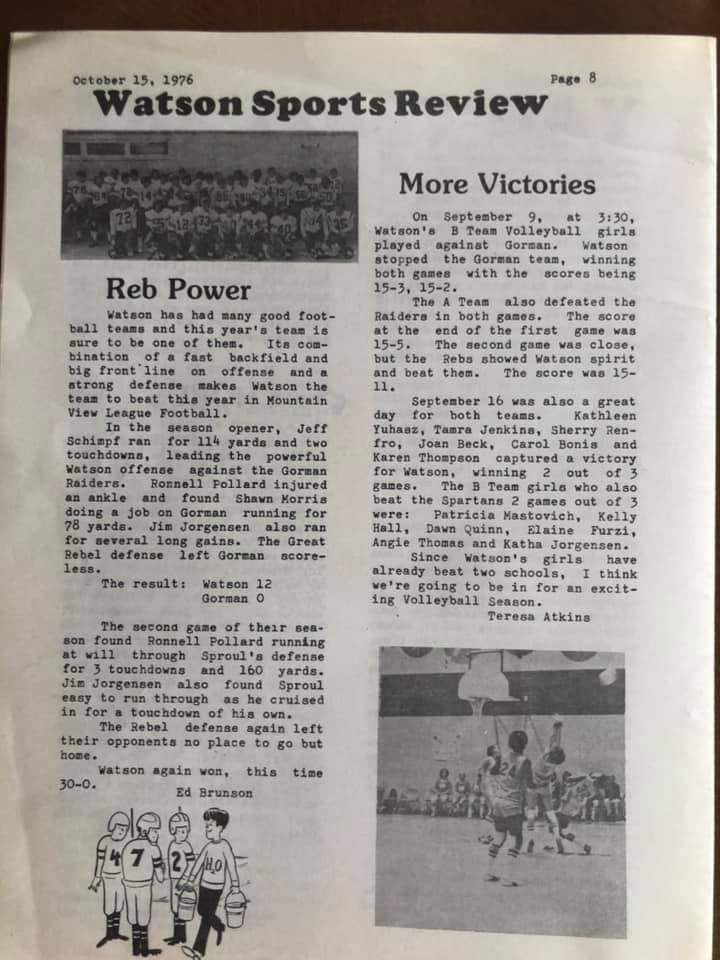 October 15, 1976
Page 8
Watson Sports Review
Reb Power
Watson has had many good foot-
ball teams and this year's team is
sure to be one of them. Its com-
bination of a fast backfield and
big front line on offense and a
strong defense makes Watson the
team to beat this year in Mountain
View League Football.
In the season opener, Jeff
Schimpf ran for 114 yards and two
touchdowns, leading the powerful
Watson offense against the Gorman
Raiders. Ronnell Pollard injured
an ankle and found Shawn Morris
doing a job on Gorman running for
78 yards. Jim Jorgensen also ran
for several long gains. The Great
Rebel defense left Gorman score-
less.
The result: Watson 12
Gorman 0
The second game of their sea-
son found Ronnell Pollard running
at will through Sproul's defense
for 3 touchdowns and 160 yards.
Jim Jorgensen also found Sproul
easy to run through as he cruised
in for a touchdown of his own.
The Rebel defense again left
their opponents no place to go but
home.
Watson again won, this time
30-0.
Ed Brunson
4 7 2 H2O
More Victories
On September 9, at 3:30,
Watson's B Team Volleyball girls
played against Gorman. Watson
stopped the Gorman team, winning
both games with the scores being
15-3, 15-2.
The A Team also defeated the
Raiders in both games. The score
at the end of the first game was
15-5. The second game was close,
but the Rebs showed Watson spirit
and beat them. The score was 15-
11.
September 16 was also a great
day for both teams. Kathleen
Yuhasz, Tamra Jenkins, Sherry Ren-
fro, Joan Beck, Carol Bonis and
Karen Thompson captured a victory
for Watson, winning 2 out of 3
games. The B Team girls who also
beat the Spartans 2 games out of 3
were: Patricia Mastovich, Kelly
Hall, Dawn Quinn, Elaine Furzi,
Angie Thomas and Katha Jorgensen.
Since Watson's girls have
already beat two schools, I think
we're going to be in for an excit-
ing Volleyball Season.
Teresa Atkins